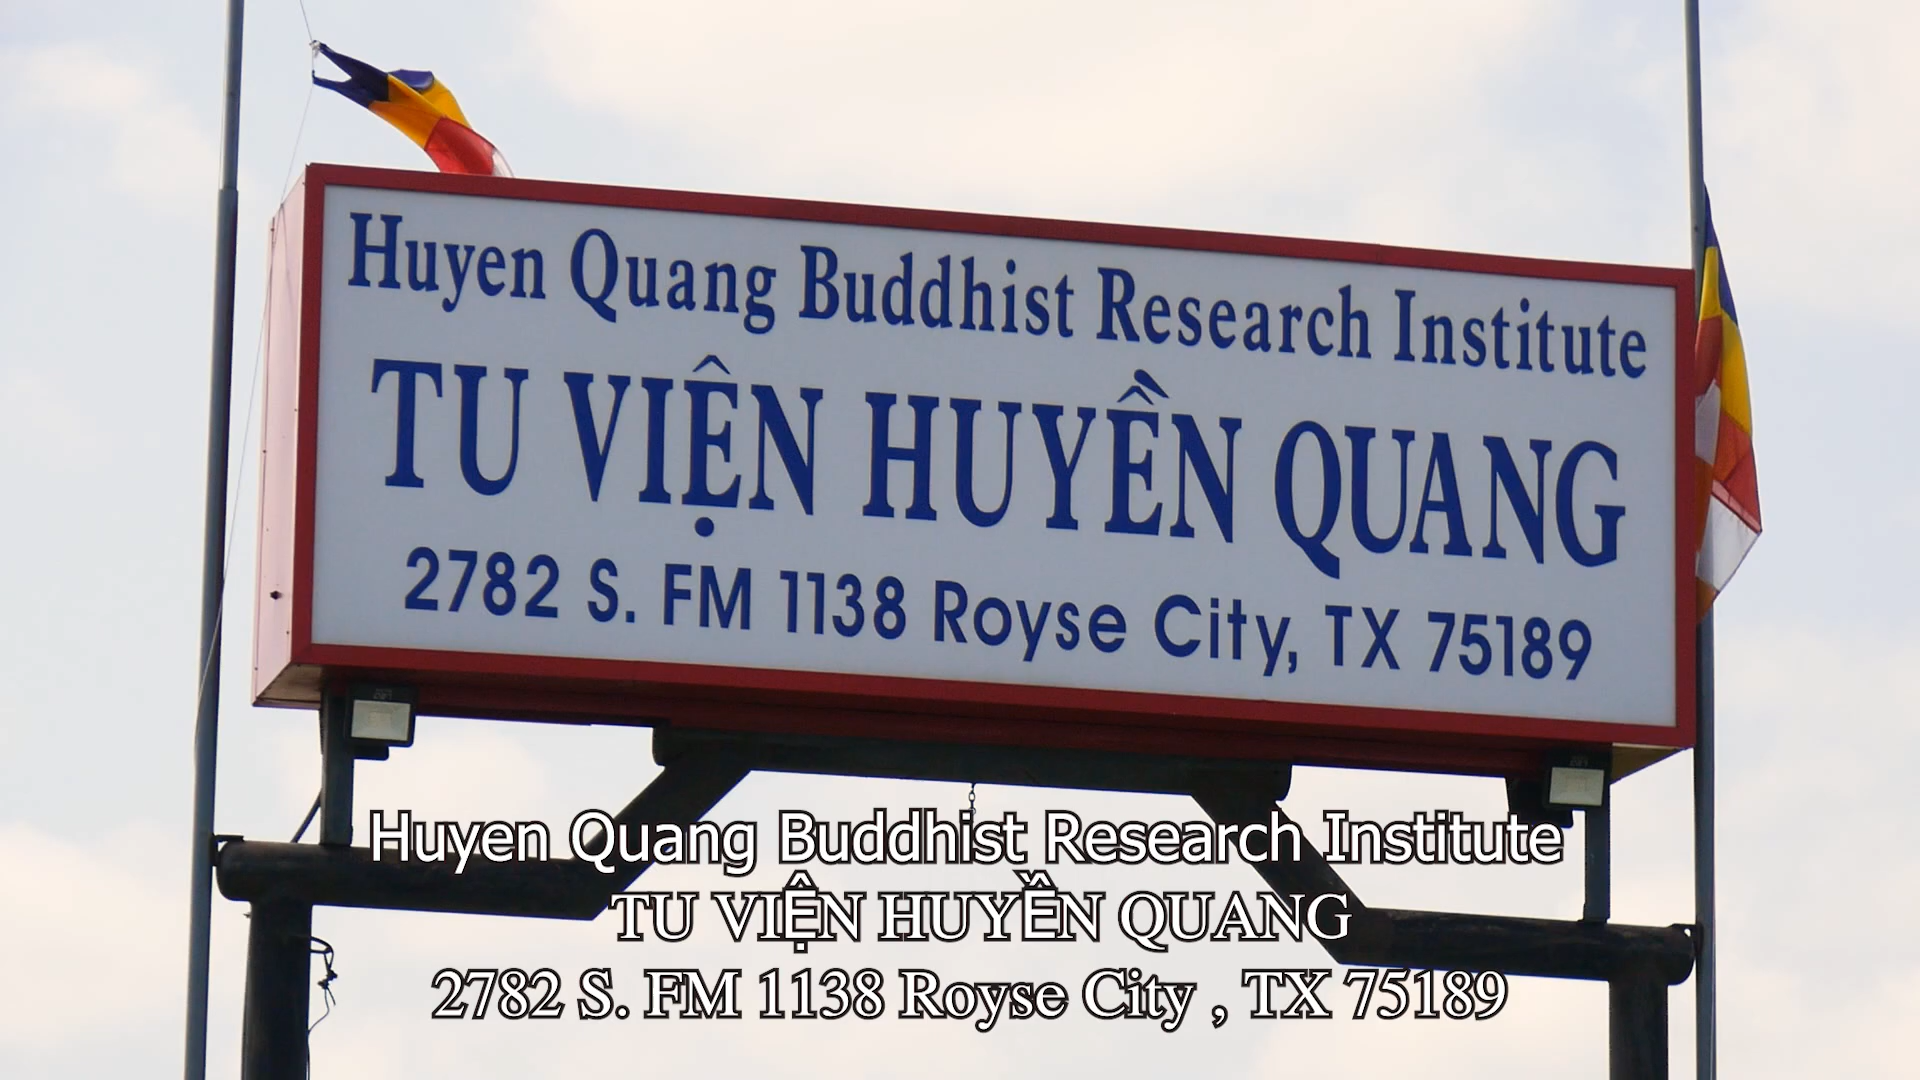 Huyen Quang Buddhist Research Institute
TU VIỆN HUYỀN QUANG
2782 S. FM 1138 Royse City, TX 75189
Huyen Quang Buddhist Research Institute
TU VIỆN HUYỀN QUANG
2782 S. FM 1138 Royse City , TX 75189